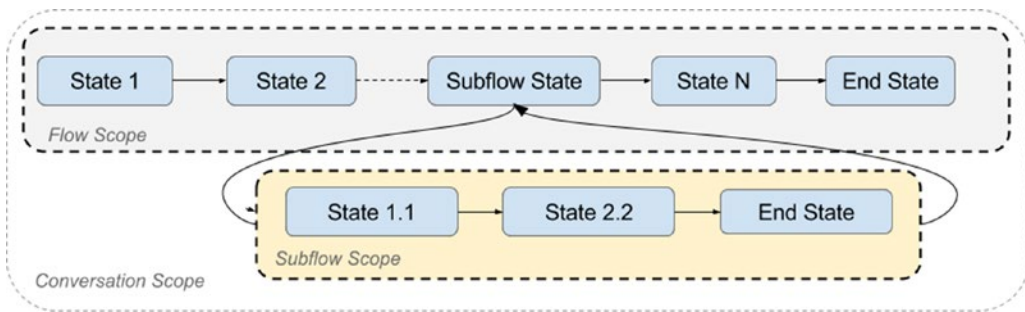 State 1
State 2
Subflow State
State N
End State
Flow Scope
State 1.1
State 2.2
End State
Subflow Scope
Conversation Scope